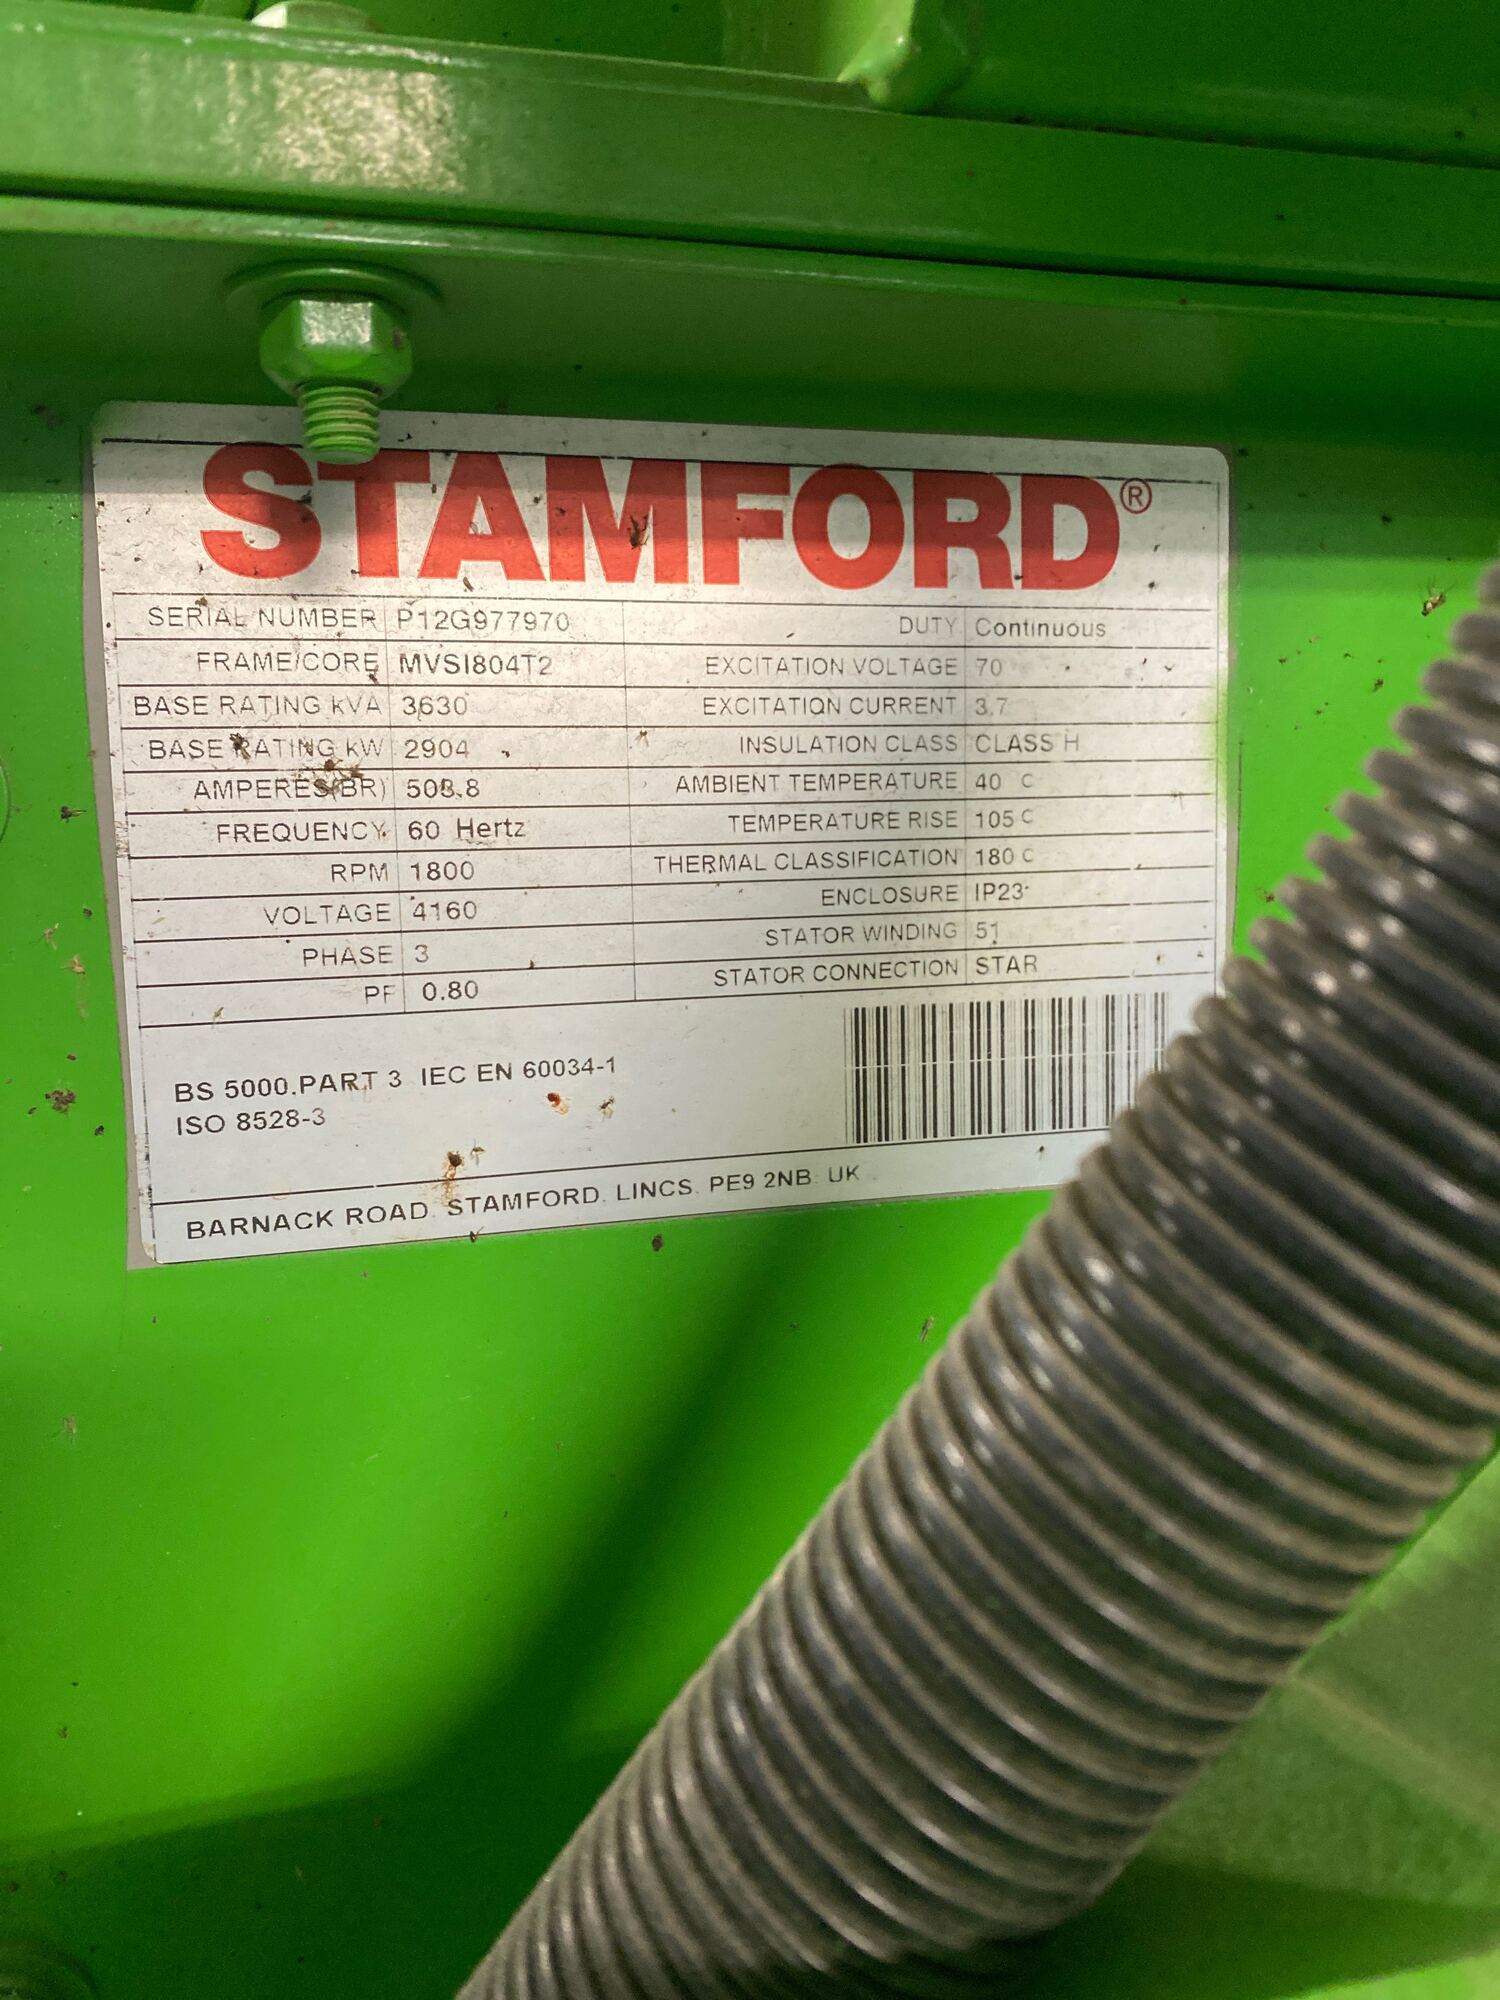 STAMFORD®
SERIAL NUMBER P12G977970 DUTY Continuous
FRAME/CORE MVSI804T2 EXCITATION VOLTAGE 70
BASE RATING kVA 3630 EXCITATION CURRENT 3.7
BASE RATING kW 2904 INSULATION CLASS CLASS H
AMPERES(BR) 503.8 AMBIENT TEMPERATURE 40 C
FREQUENCY 60 Hertz TEMPERATURE RISE 105 C
RPM 1800 THERMAL CLASSIFICATION 180 C
VOLTAGE 4160 ENCLOSURE IP23
PHASE 3 STATOR WINDING 51
PF 0.80 STATOR CONNECTION STAR
BS 5000.PART 3 IEC EN 60034-1
ISO 8528-3
BARNACK ROAD. STAMFORD. LINCS. PE9 2NB. UK